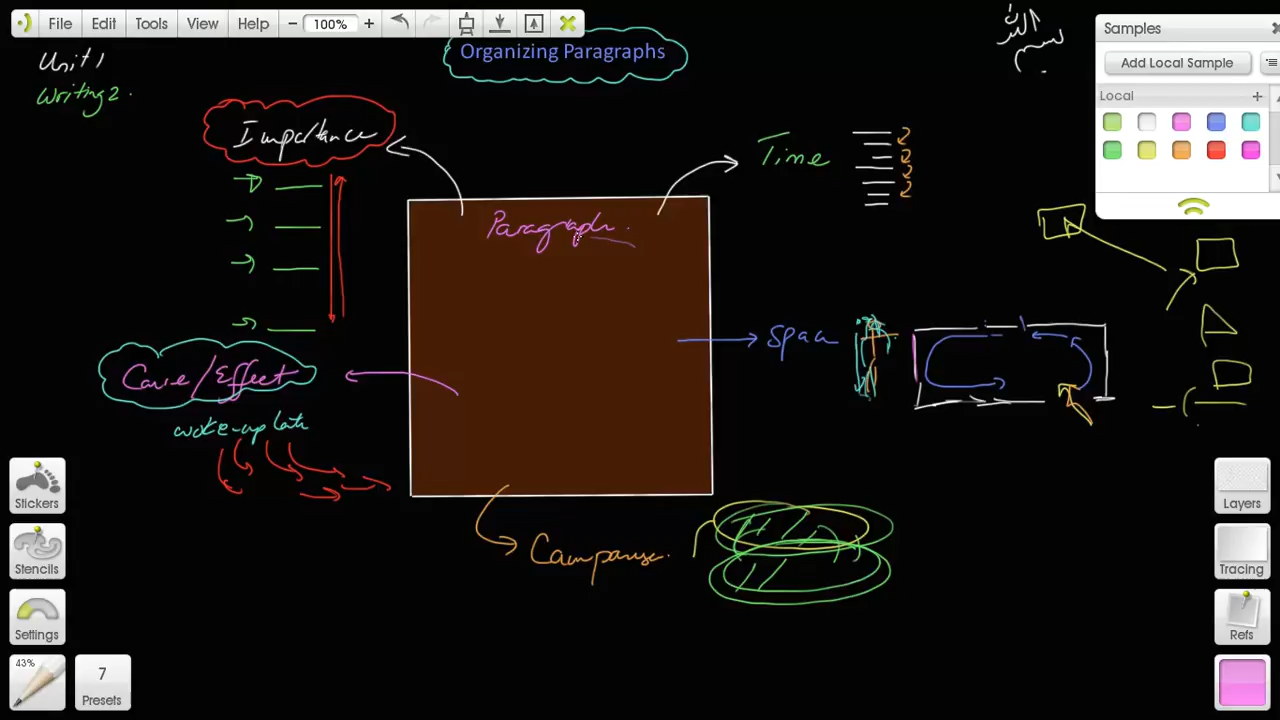 File Edit Tools View Help − 100% +
Organizing Paragraphs
Unit 1
Writing 2.
Samples
Add Local Sample
Local
Importance
Time
Paragraph.
Space
Cause/Effect
woke-up late
Comparison.
Stickers
Stencils
Settings
43%
7
Presets
Layers
Tracing
Refs